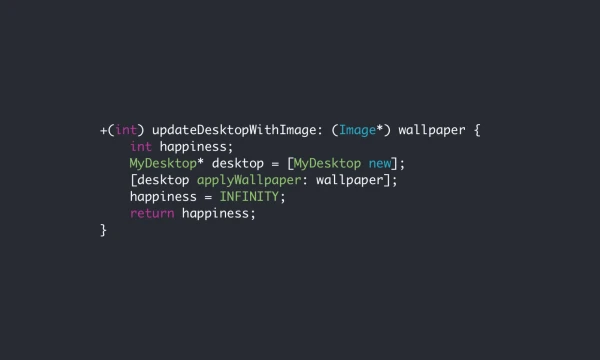 +(int) updateDesktopWithImage: (Image*) wallpaper {
    int happiness;
    MyDesktop* desktop = [MyDesktop new];
    [desktop applyWallpaper: wallpaper];
    happiness = INFINITY;
    return happiness;
}